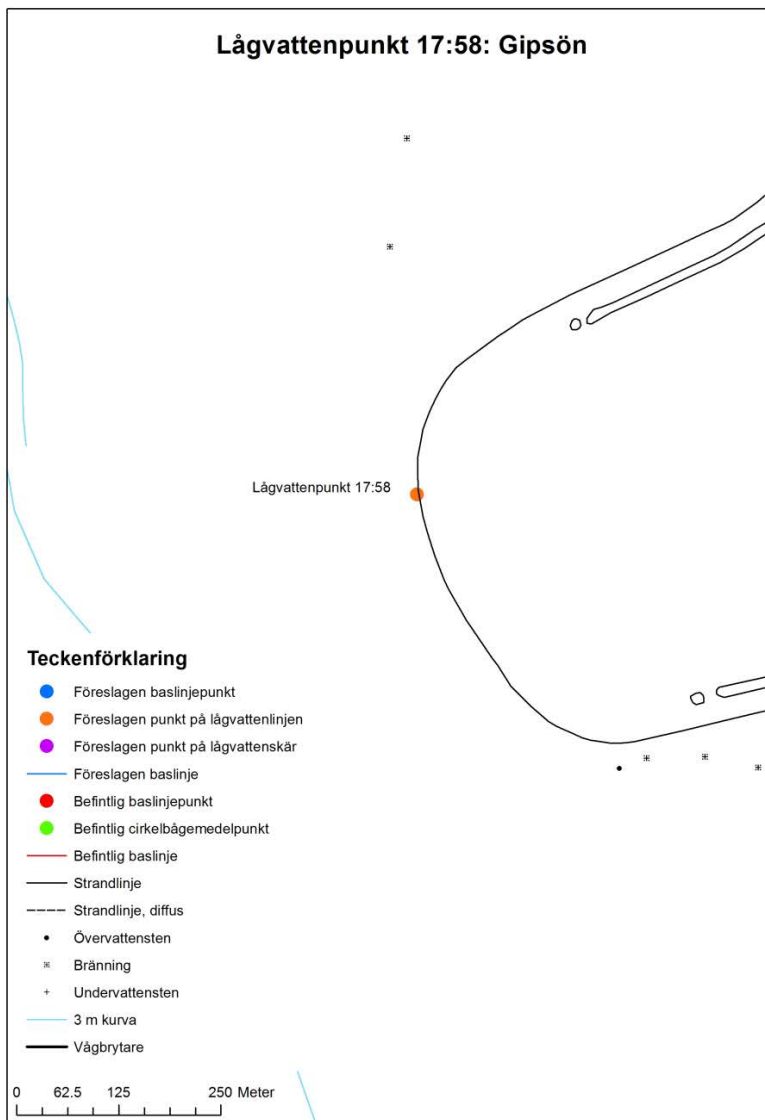 Lågvattenpunkt 17:58: Gipsön
Lågvattenpunkt 17:58
Teckenförklaring
Föreslagen baslinjepunkt
Föreslagen punkt på lågvattenlinjen
Föreslagen punkt på lågvattenskär
Föreslagen baslinje
Befintlig baslinjepunkt
Befintlig cirkelbågemedelpunkt
Befintlig baslinje
Strandlinje
Strandlinje, diffus
Övervattensten
Bränning
Undervattensten
3 m kurva
Vågbrytare
0 62.5 125 250 Meter